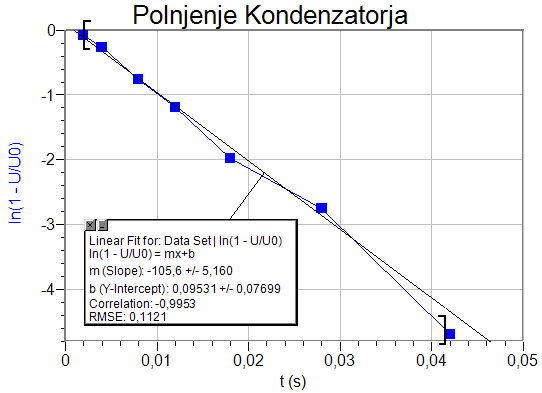 Polnjenje Kondenzatorja
0
-1
-2
-3
-4
ln(1 - U/U0)
Linear Fit for: Data Set | ln(1 - U/U0)
ln(1 - U/U0) = mx+b
m (Slope): -105,6 +/- 5,160
b (Y-Intercept): 0,09531 +/- 0,07699
Correlation: -0,9953
RMSE: 0,1121
0
0,01
0,02
0,03
0,04
0,05
t (s)